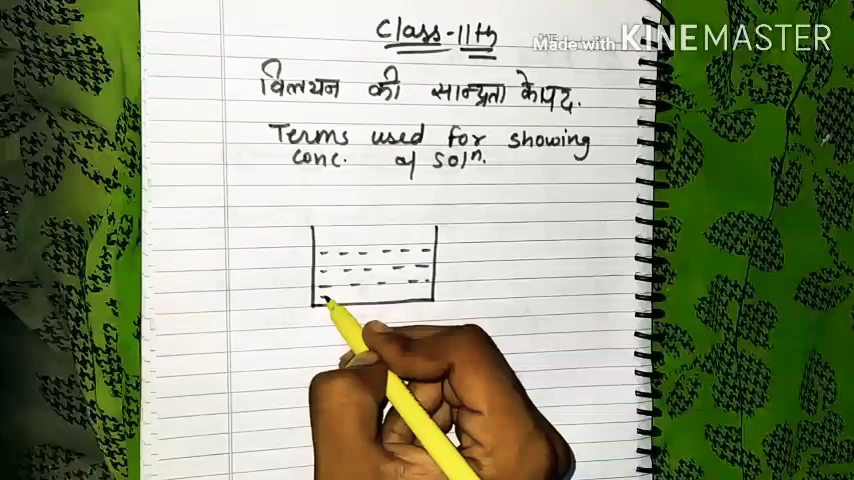 Class-11th
Made with KINEMASTER
विलयन की सान्द्रता के पद.
Terms used for showing
conc. of solⁿ.